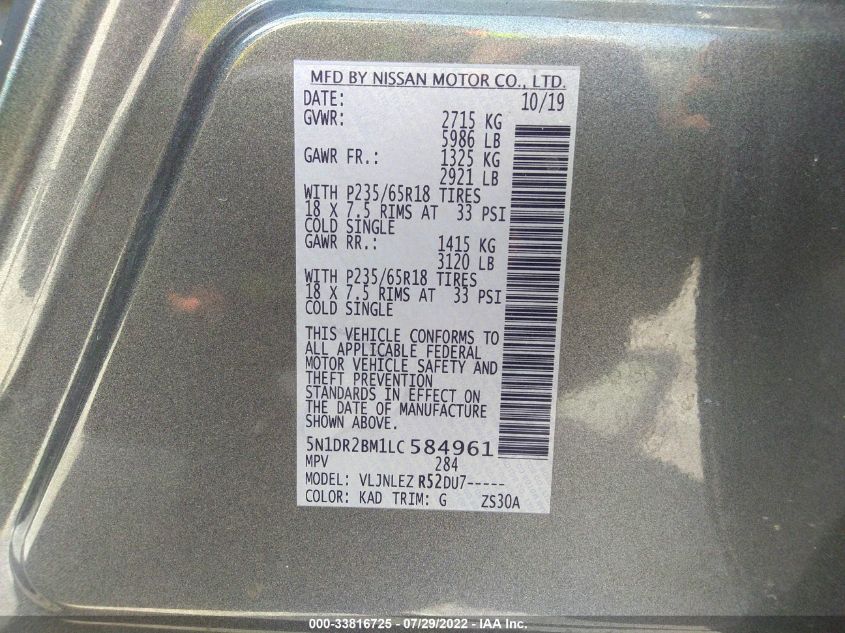 MFD BY NISSAN MOTOR CO., LTD.
DATE: 10/19
GVWR: 2715 KG
5986 LB
GAWR FR.: 1325 KG
2921 LB
WITH P235/65R18 TIRES
18 X 7.5 RIMS AT 33 PSI
COLD SINGLE
GAWR RR.: 1415 KG
3120 LB
WITH P235/65R18 TIRES
18 X 7.5 RIMS AT 33 PSI
COLD SINGLE
THIS VEHICLE CONFORMS TO
ALL APPLICABLE FEDERAL
MOTOR VEHICLE SAFETY AND
THEFT PREVENTION
STANDARDS IN EFFECT ON
THE DATE OF MANUFACTURE
SHOWN ABOVE.
5N1DR2BM1LC 584961
MPV 284
MODEL: VLJNLEZ R52DU7-----
COLOR: KAD TRIM: G ZS30A
000-33816725 - 07/29/2022 - IAA Inc.